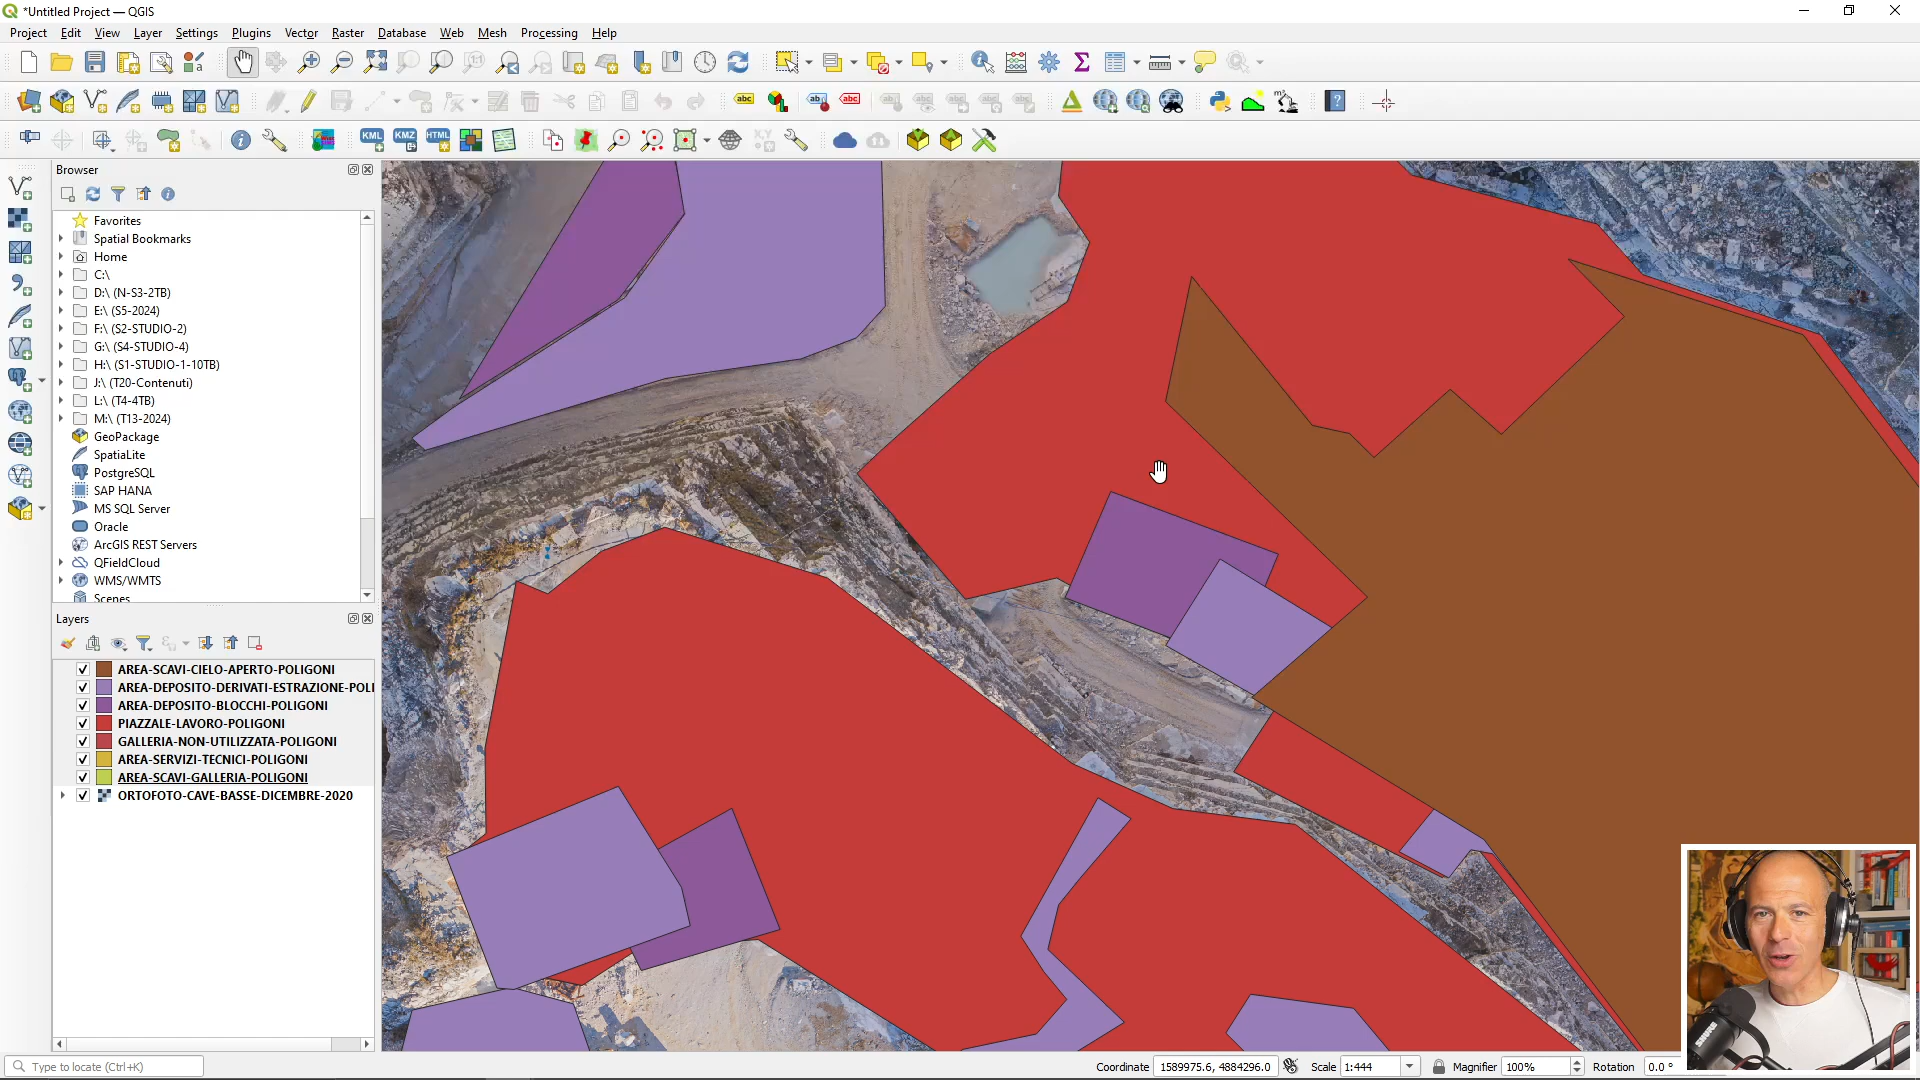 *Untitled Project — QGIS
Project Edit View Layer Settings Plugins Vector Raster Database Web Mesh Processing Help
KML KMZ HTML
Browser
Favorites
Spatial Bookmarks
Home
C:\
D:\ (N-S3-2TB)
E:\ (S5-2024)
F:\ (S2-STUDIO-2)
G:\ (S4-STUDIO-4)
H:\ (S1-STUDIO-1-10TB)
J:\ (T20-Contenuti)
L:\ (T4-4TB)
M:\ (T13-2024)
GeoPackage
SpatiaLite
PostgreSQL
SAP HANA
MS SQL Server
Oracle
ArcGIS REST Servers
QFieldCloud
WMS/WMTS
Scenes
Layers
AREA-SCAVI-CIELO-APERTO-POLIGONI
AREA-DEPOSITO-DERIVATI-ESTRAZIONE-POLI
AREA-DEPOSITO-BLOCCHI-POLIGONI
PIAZZALE-LAVORO-POLIGONI
GALLERIA-NON-UTILIZZATA-POLIGONI
AREA-SERVIZI-TECNICI-POLIGONI
AREA-SCAVI-GALLERIA-POLIGONI
ORTOFOTO-CAVE-BASSE-DICEMBRE-2020
Type to locate (Ctrl+K)
Coordinate 1589975.6, 4884296.0 Scale 1:444 Magnifier 100% Rotation 0.0 °